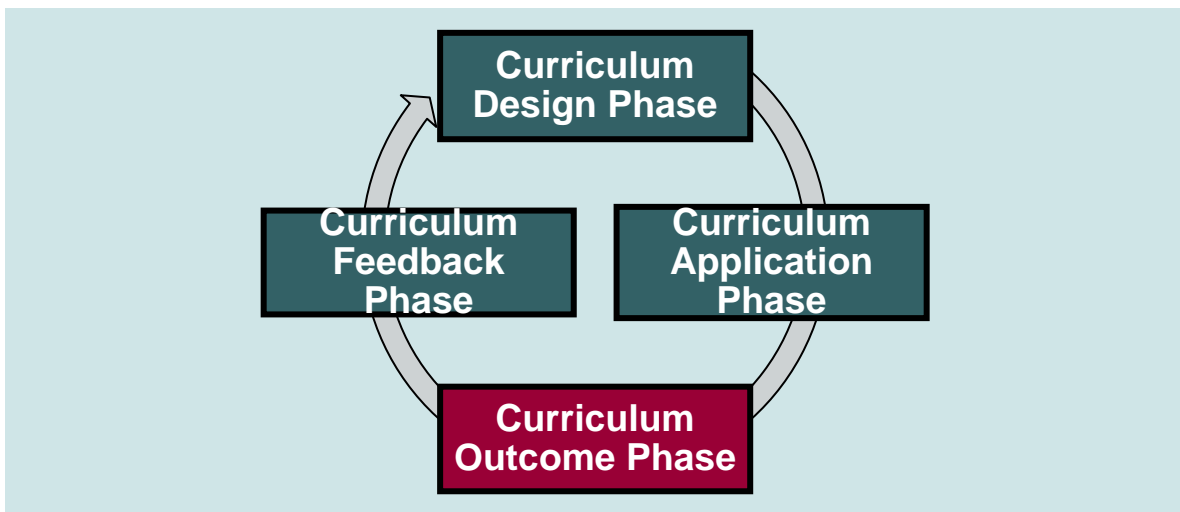 Curriculum
Design Phase
Curriculum
Feedback
Phase
Curriculum
Application
Phase
Curriculum
Outcome Phase